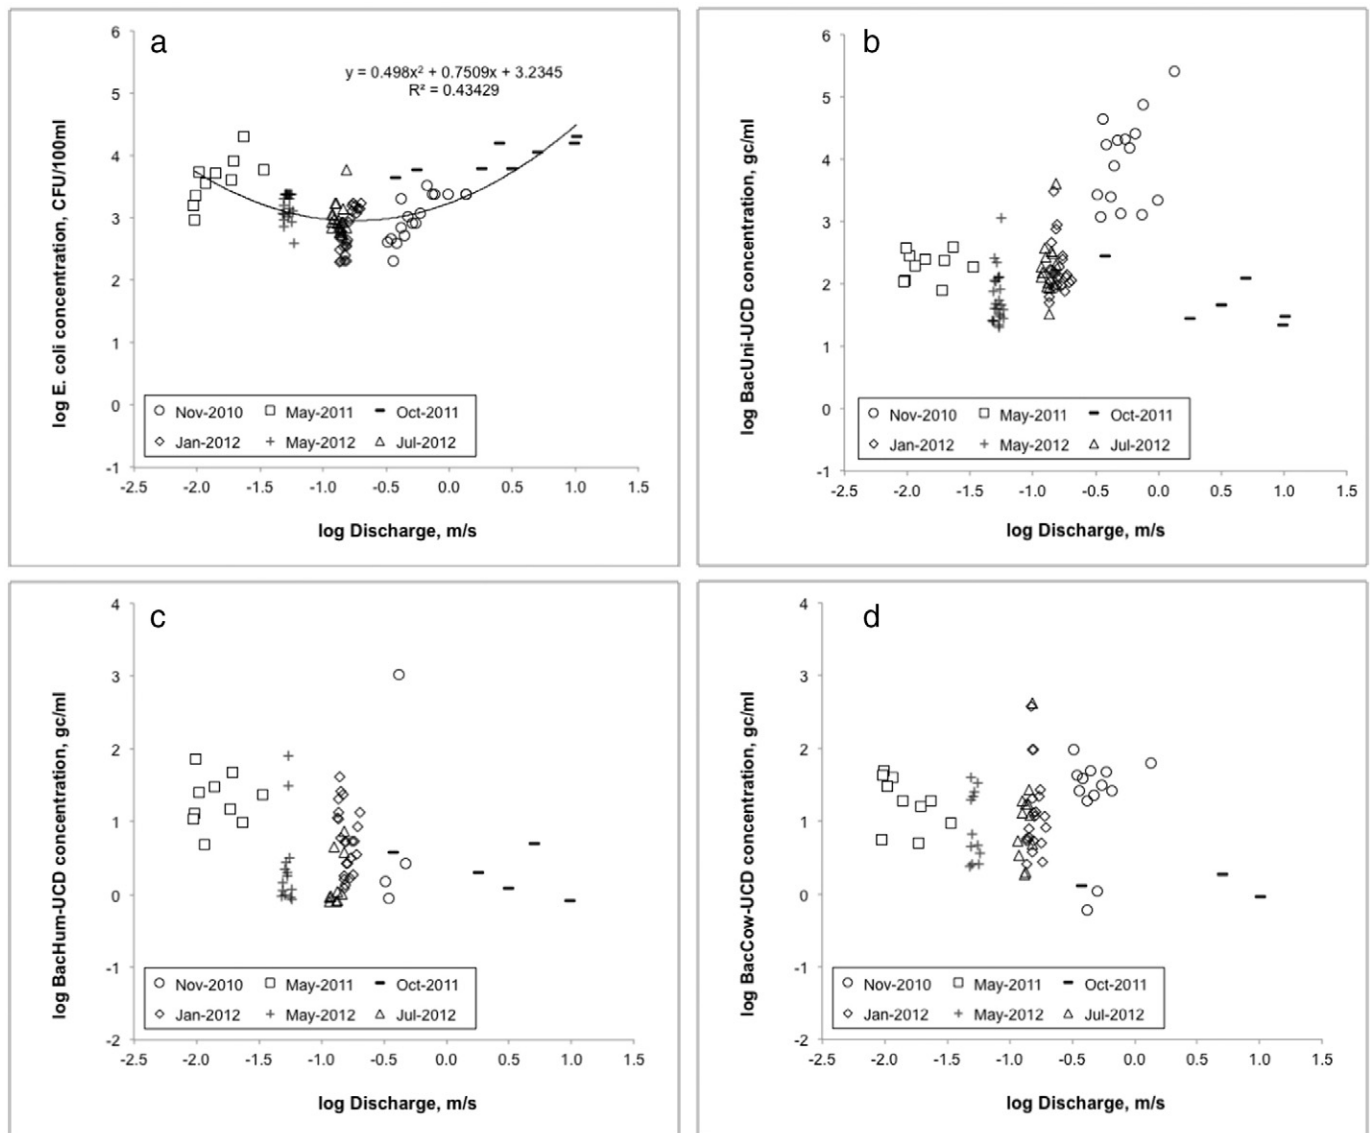 a
y = 0.498x² + 0.7509x + 3.2345
R² = 0.43429
log E. coli concentration, CFU/100ml
6
5
4
3
2
1
0
-1
Nov-2010 May-2011 Oct-2011
Jan-2012 May-2012 Jul-2012
-2.5 -2.0 -1.5 -1.0 -0.5 0.0 0.5 1.0 1.5
log Discharge, m/s
b
log BacUni-UCD concentration, gc/ml
6
5
4
3
2
1
0
-1
Nov-2010 May-2011 Oct-2011
Jan-2012 May-2012 Jul-2012
-2.5 -2.0 -1.5 -1.0 -0.5 0.0 0.5 1.0 1.5
log Discharge, m/s
c
log BacHum-UCD concentration, gc/ml
4
3
2
1
0
-1
-2
Nov-2010 May-2011 Oct-2011
Jan-2012 May-2012 Jul-2012
-2.5 -2.0 -1.5 -1.0 -0.5 0.0 0.5 1.0 1.5
log Discharge, m/s
d
log BacCow-UCD concentration, gc/ml
4
3
2
1
0
-1
-2
Nov-2010 May-2011 Oct-2011
Jan-2012 May-2012 Jul-2012
-2.5 -2.0 -1.5 -1.0 -0.5 0.0 0.5 1.0 1.5
log Discharge, m/s